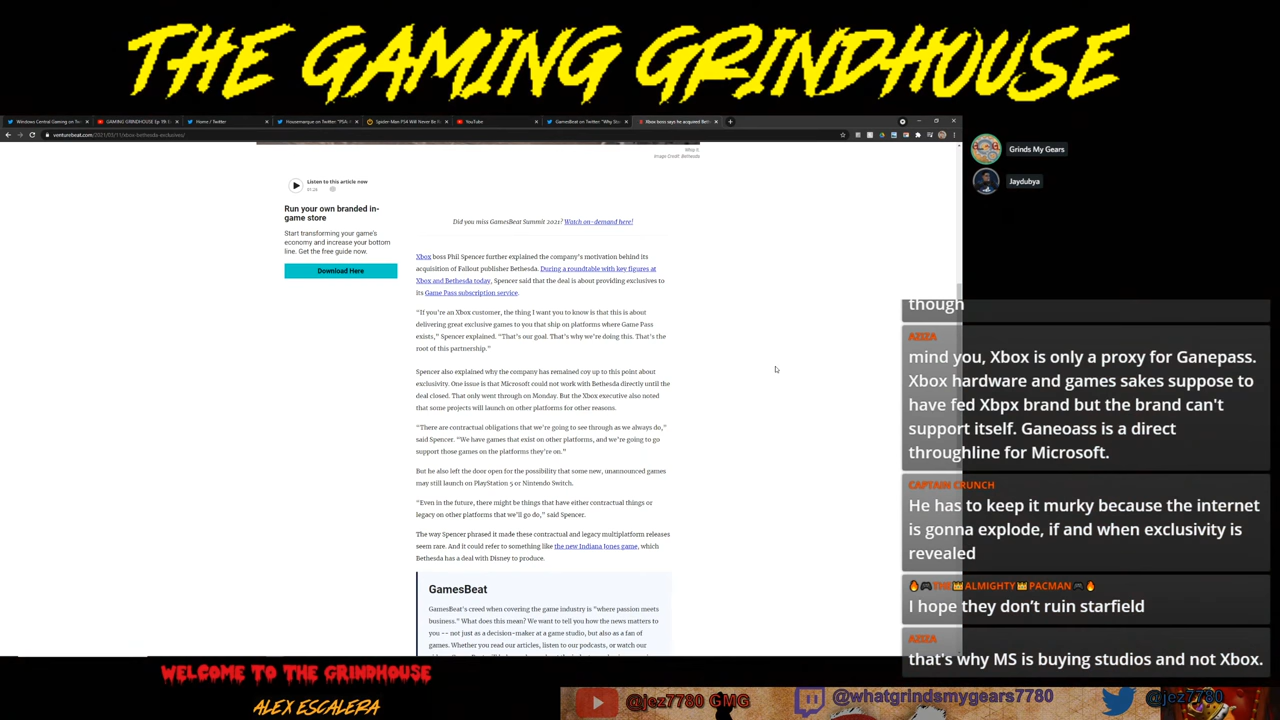 THE GAMING GRINDHOUSE
Windows Central Gaming on Tw
GAMING GRINDHOUSE Ep 19-
Home / Twitter
Housemarque on Twitter "PSA:
Spider-Man PS4 Will Never Be
YouTube
GamesBeat on Twitter: "Why
Xbox boss says he acquired Beth
venturebeat.com/2021/03/11/xbox-bethesda-exclusives/
Image Credit: Bethesda
Grinds My Gears
Jaydubya
Listen to this article now
Run your own branded in-
game store
Start transforming your game's
economy and increase your bottom
line. Get the free guide now.
Download Here
Did you miss GamesBeat Summit 2021? Watch on-demand here!
Xbox boss Phil Spencer further explained the company's motivation behind its
acquisition of Fallout publisher Bethesda. During a roundtable with key figures at
Xbox and Bethesda today, Spencer said that the deal is about providing exclusives to
its Game Pass subscription service.
"If you're an Xbox customer, the thing I want you to know is that this is about
delivering great exclusive games to you that ship on platforms where Game Pass
exists," Spencer explained. "That's our goal. That's why we're doing this. That's the
root of this partnership."
Spencer also explained why the company has remained coy up to this point about
exclusivity. One issue is that Microsoft could not work with Bethesda directly until the
deal closed. That only went through on Monday. But the Xbox executive also noted
that some projects will launch on other platforms for other reasons.
"There are contractual obligations that we're going to see through as we always do,"
said Spencer. "We have games that exist on other platforms, and we're going to go
support those games on the platforms they're on."
But he also left the door open for the possibility that some new, unannounced games
may still launch on PlayStation 5 or Nintendo Switch.
"Even in the future, there might be things that have either contractual things or
legacy on other platforms that we'll go do," said Spencer.
The way Spencer phrased it made these contractual and legacy multiplatform releases
seem rare. And it could refer to something like the new Indiana Jones game, which
Bethesda has a deal with Disney to produce.
GamesBeat
GamesBeat's creed when covering the game industry is "where passion meets
business." What does this mean? We want to tell you how the news matters to
you -- not just as a decision-maker at a game studio, but also as a fan of
games. Whether you read our articles, listen to our podcasts, or watch our
though
AZIZA
mind you, Xbox is only a proxy for Ganepass.
Xbox hardware and games wass suppose to
have fed Xpbx brand but the brand can't
support itself. Gameoass is a direct
throughline for Microsoft.
CAPTAIN CRUNCH
He has to keep it murky because the internet
is gonna explode if, and when exclusivity is
revealed
🔥🎮THE👑ALMIGHTY👑PACMAN🎮🔥
I hope they don't ruin starfield
AZIZA
that's why MS is buying studios and not Xbox.
WELCOME TO THE GRINDHOUSE
ALEX ESCALERA
@jez7780 GMG
@whatgrindsmygears7780
@jez7780